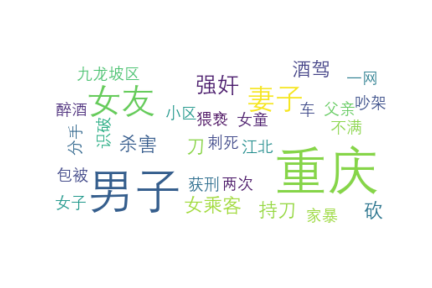 九龙坡区
强奸
酒驾
一网
女友
妻子
醉酒
小区
猥亵
女童
车
父亲
吵架
分手
识破
杀害
刀
刺死
江北
不满
重庆
包被
男子
获刑
两次
女子
女乘客
持刀
家暴
砍